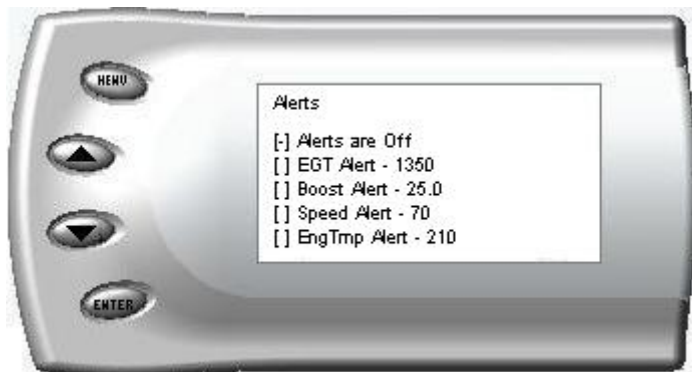 MENU
Alerts
[-] Alerts are Off
[ ] EGT Alert - 1350
[ ] Boost Alert - 25.0
[ ] Speed Alert - 70
[ ] EngTmp Alert - 210
ENTER